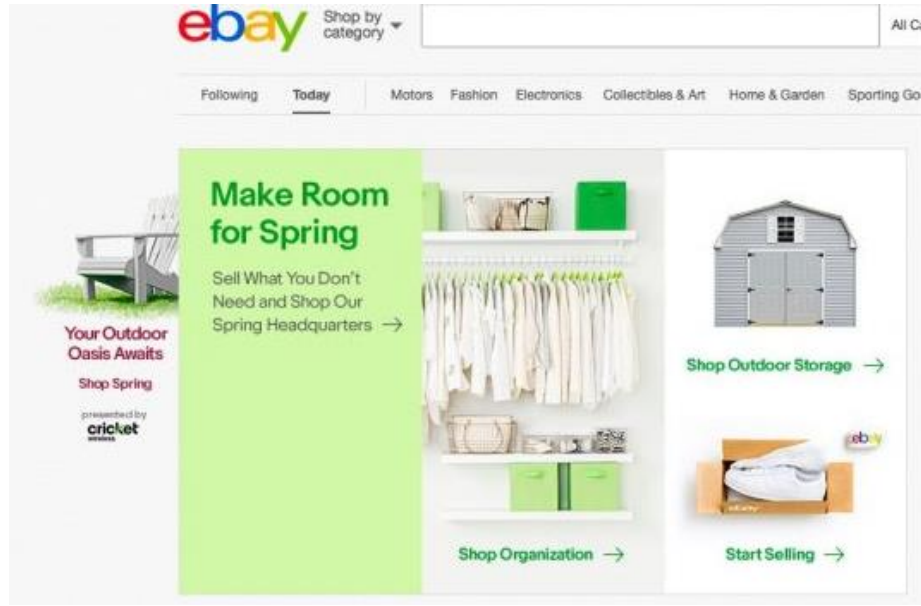 ebay
Shop by
category
All Ca
Following Today Motors Fashion Electronics Collectibles & Art Home & Garden Sporting Go
Your Outdoor
Oasis Awaits
Shop Spring
presented by
cricket
wireless
Make Room
for Spring
Sell What You Don't
Need and Shop Our
Spring Headquarters →
Shop Organization →
Shop Outdoor Storage →
ebay
ebay
Start Selling →